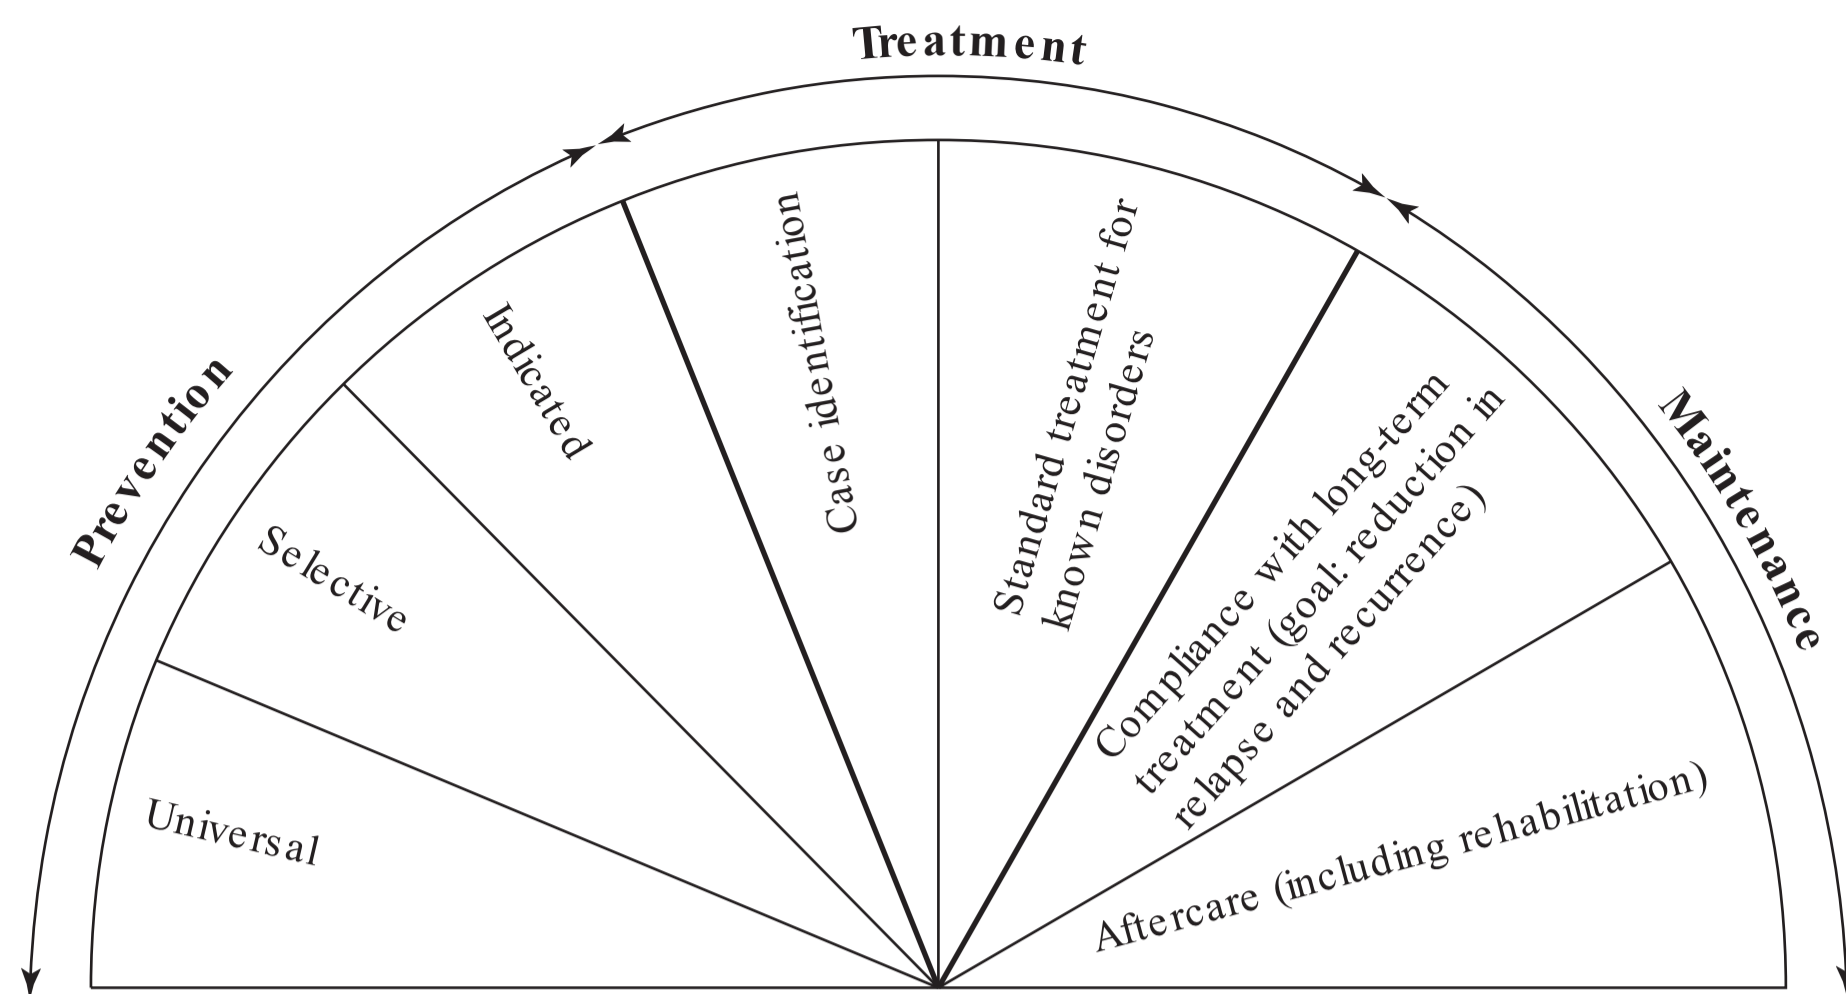 Treatment
Prevention
Maintenance
Universal
Selective
Indicated
Case identification
Standard treatment for
known disorders
Compliance with long-term
treatment (goal: reduction in
relapse and recurrence)
Aftercare (including rehabilitation)